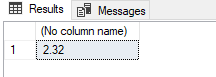 Results Messages
(No column name)
1 2.32